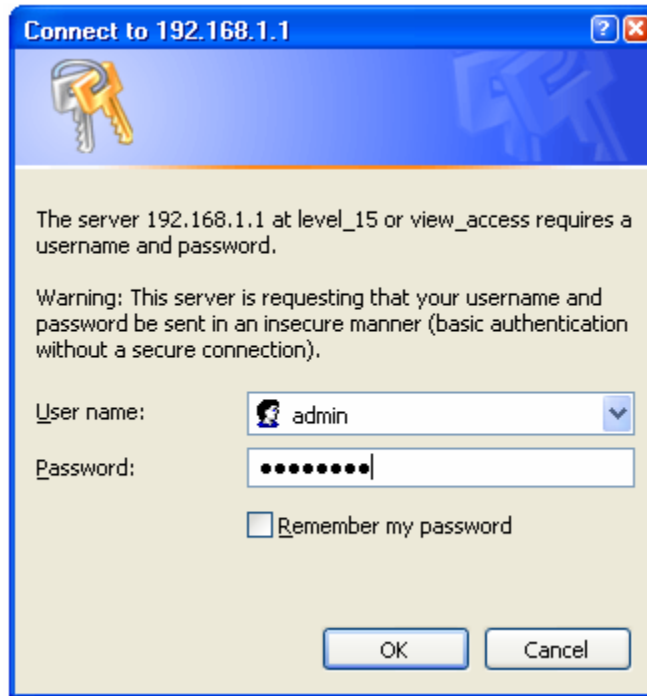 Connect to 192.168.1.1
The server 192.168.1.1 at level_15 or view_access requires a
username and password.
Warning: This server is requesting that your username and
password be sent in an insecure manner (basic authentication
without a secure connection).
User name:
admin
Password:
●●●●●●●●
Remember my password
OK
Cancel